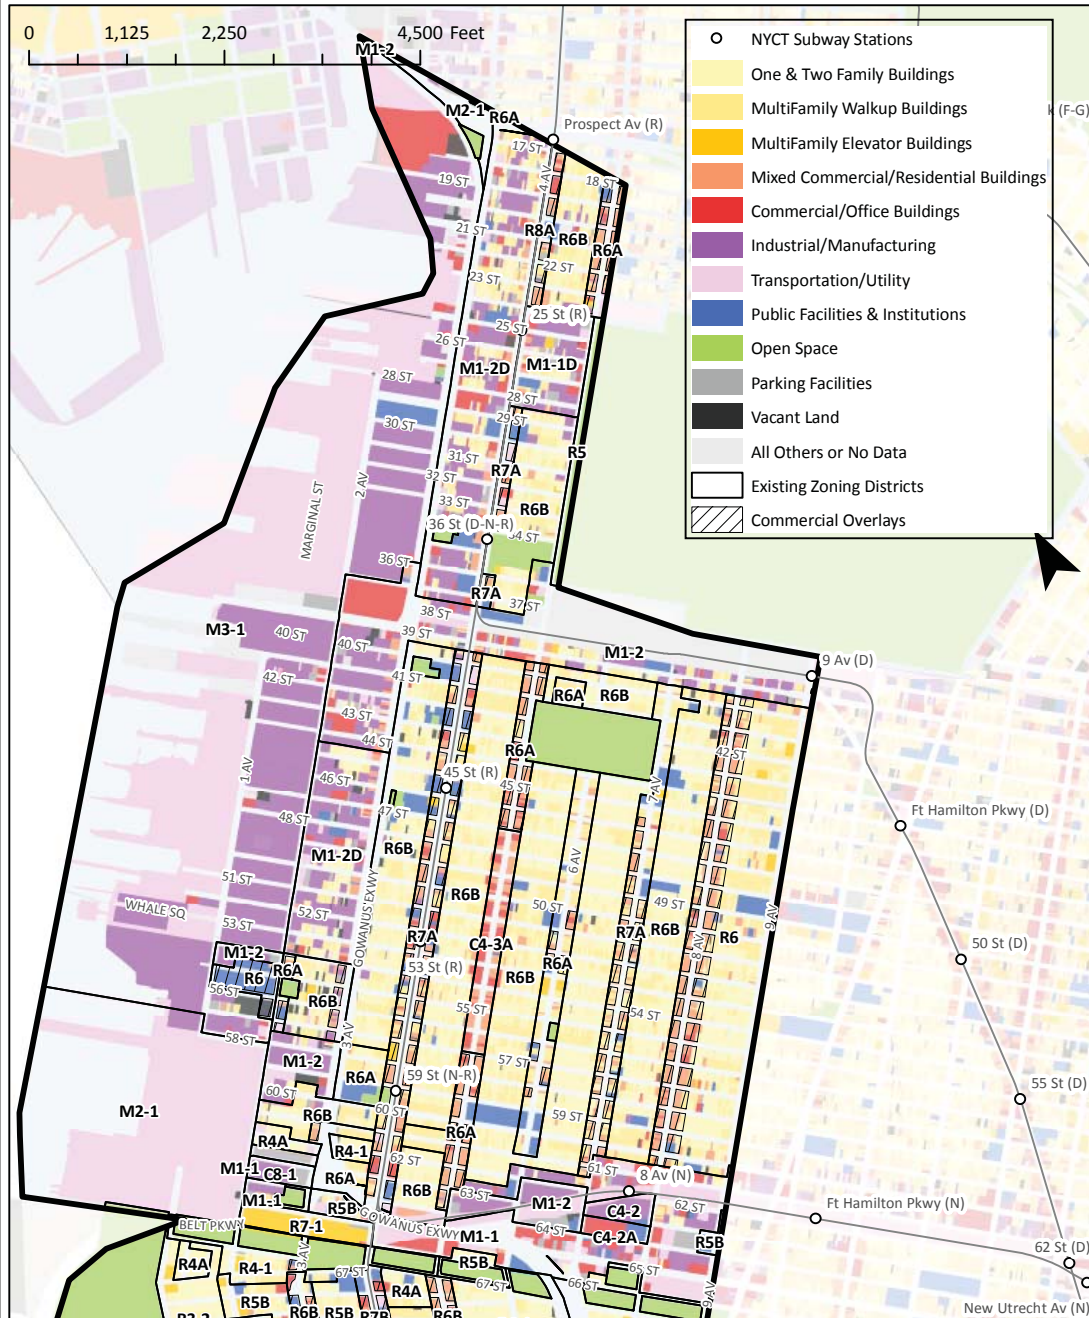 0 1,125 2,250 4,500 Feet
NYCT Subway Stations
One & Two Family Buildings
MultiFamily Walkup Buildings
MultiFamily Elevator Buildings
Mixed Commercial/Residential Buildings
Commercial/Office Buildings
Industrial/Manufacturing
Transportation/Utility
Public Facilities & Institutions
Open Space
Parking Facilities
Vacant Land
All Others or No Data
Existing Zoning Districts
Commercial Overlays
M1-2
M2-1
R6A
Prospect Av (R)
k (F-G)
17 ST
4 AV
19 ST
18 ST
21 ST
R8A
R6B
R6A
22 ST
23 ST
25 St (R)
25 ST
26 ST
M1-2D
M1-1D
28 ST
28 ST
29 ST
30 ST
R5
31 ST
R7A
32 ST
2 AV
33 ST
R6B
MARGINAL ST
36 St (D-N-R)
34 ST
36 ST
R7A
37 ST
38 ST
M3-1
40 ST
39 ST
40 ST
M1-2
9 Av (D)
42 ST
41 ST
R6A
R6B
43 ST
44 ST
R6A
42 ST
1 AV
46 ST
45 St (R)
45 ST
7 AV
47 ST
48 ST
Ft Hamilton Pkwy (D)
M1-2D
R6B
6 AV
51 ST
R6B
50 ST
49 ST
WHALE SQ
52 ST
GOWANUS EXWY
53 ST
R7A
C4-3A
R7A
R6B
8 AV
R6
9 AV
M1-2
R6
R6A
53 St (R)
R6B
R6A
50 St (D)
56 ST
R6B
55 ST
54 ST
58 ST
3 AV
M1-2
57 ST
R6A
59 St (N-R)
55 St (D)
M2-1
60 ST
R6B
60 ST
59 ST
R4A
R4-1
R6A
62 ST
M1-1
C8-1
R6A
61 ST
8 Av (N)
M1-1
R5B
R6B
63 ST
M1-2
C4-2
62 ST
Ft Hamilton Pkwy (N)
BELT PKWY
R7-1
GOWANUS EXWY
M1-1
64 ST
C4-2A
R5B
62 St (D)
R4A
R4-1
3 AV
67 ST
R5B
67 ST
66 ST
65 ST
9 AV
R5B
R4A
R6B
R5B
R7B
R6B
New Utrecht Av (N)